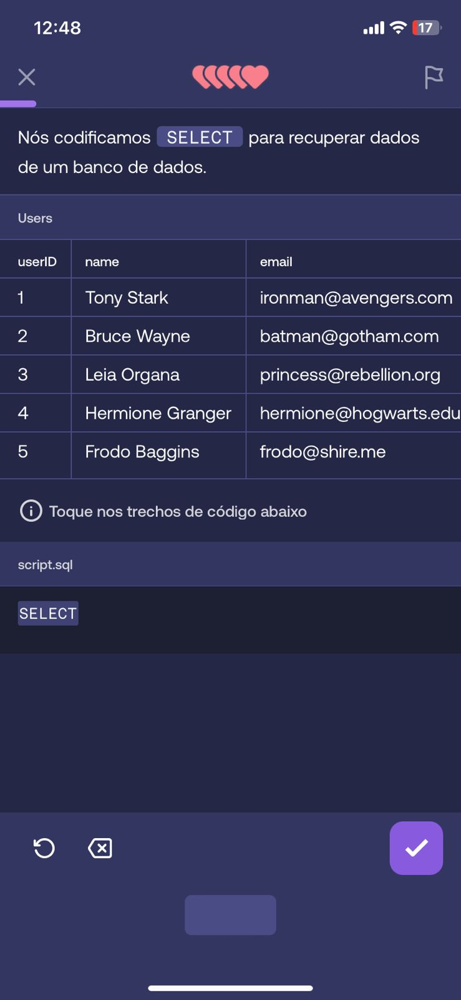 12:48
17
Nós codificamos SELECT para recuperar dados
de um banco de dados.
Users
userID name email
1 Tony Stark ironman@avengers.com
2 Bruce Wayne batman@gotham.com
3 Leia Organa princess@rebellion.org
4 Hermione Granger hermione@hogwarts.edu
5 Frodo Baggins frodo@shire.me
Toque nos trechos de código abaixo
script.sql
SELECT